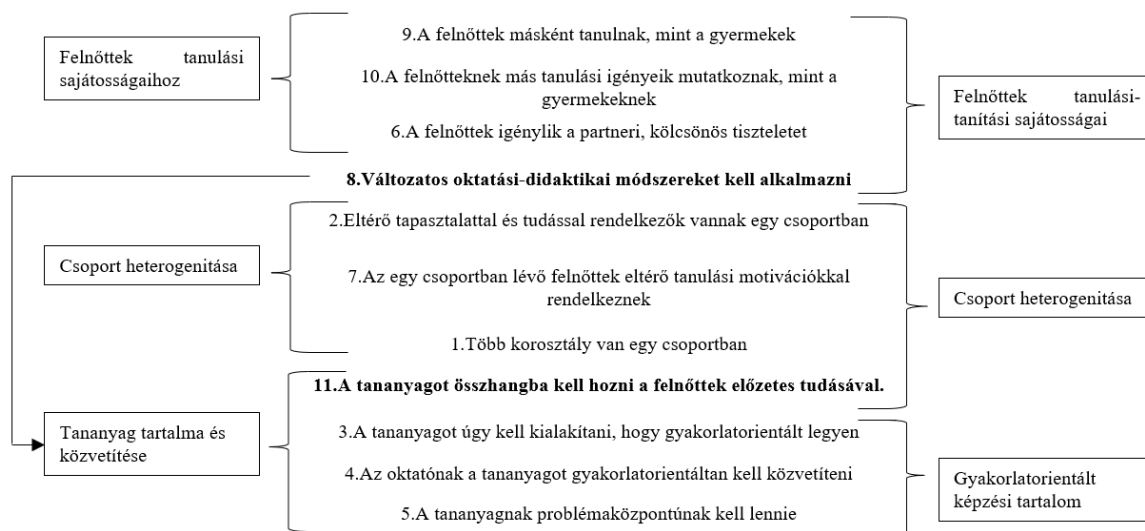 Felnőttek tanulási
sajátosságaihoz
9.A felnőttek másként tanulnak, mint a gyermekek
10.A felnőtteknek más tanulási igényeik mutatkoznak, mint a
gyermekeknek
6.A felnőttek igénylik a partneri, kölcsönös tiszteletet
8.Változatos oktatási-didaktikai módszereket kell alkalmazni
Felnőttek tanulási-
tanítási sajátosságai
Csoport heterogenitása
2.Eltérő tapasztalattal és tudással rendelkezők vannak egy csoportban
7.Az egy csoportban lévő felnőttek eltérő tanulási motivációkkal
rendelkeznek
1.Több korosztály van egy csoportban
11.A tananyagot összhangba kell hozni a felnőttek előzetes tudásával.
Csoport heterogenitása
Tananyag tartalma és
közvetítése
3.A tananyagot úgy kell kialakítani, hogy gyakorlatorientált legyen
4.Az oktatónak a tananyagot gyakorlatorientáltan kell közvetíteni
5.A tananyagnak problémaközpontúnak kell lennie
Gyakorlatorientált
képzési tartalom